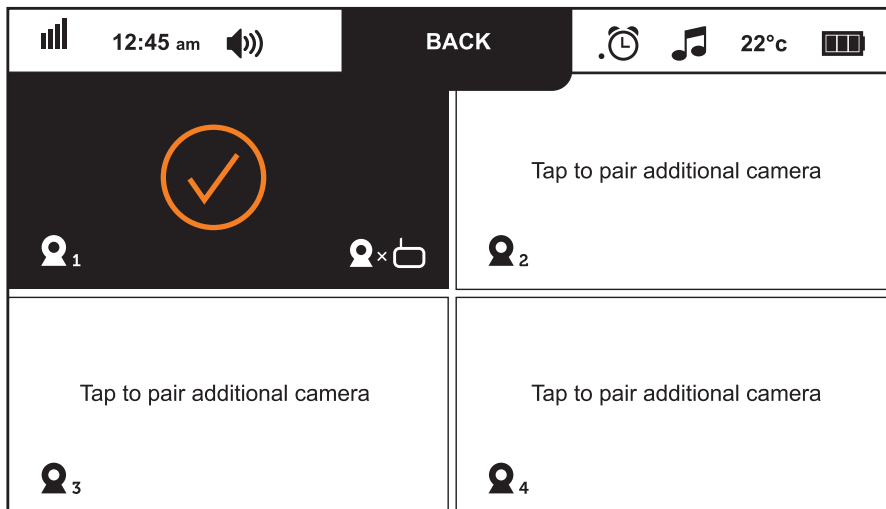 12:45 am BACK 22°c
Tap to pair additional camera
1 × 2
Tap to pair additional camera Tap to pair additional camera
3 4